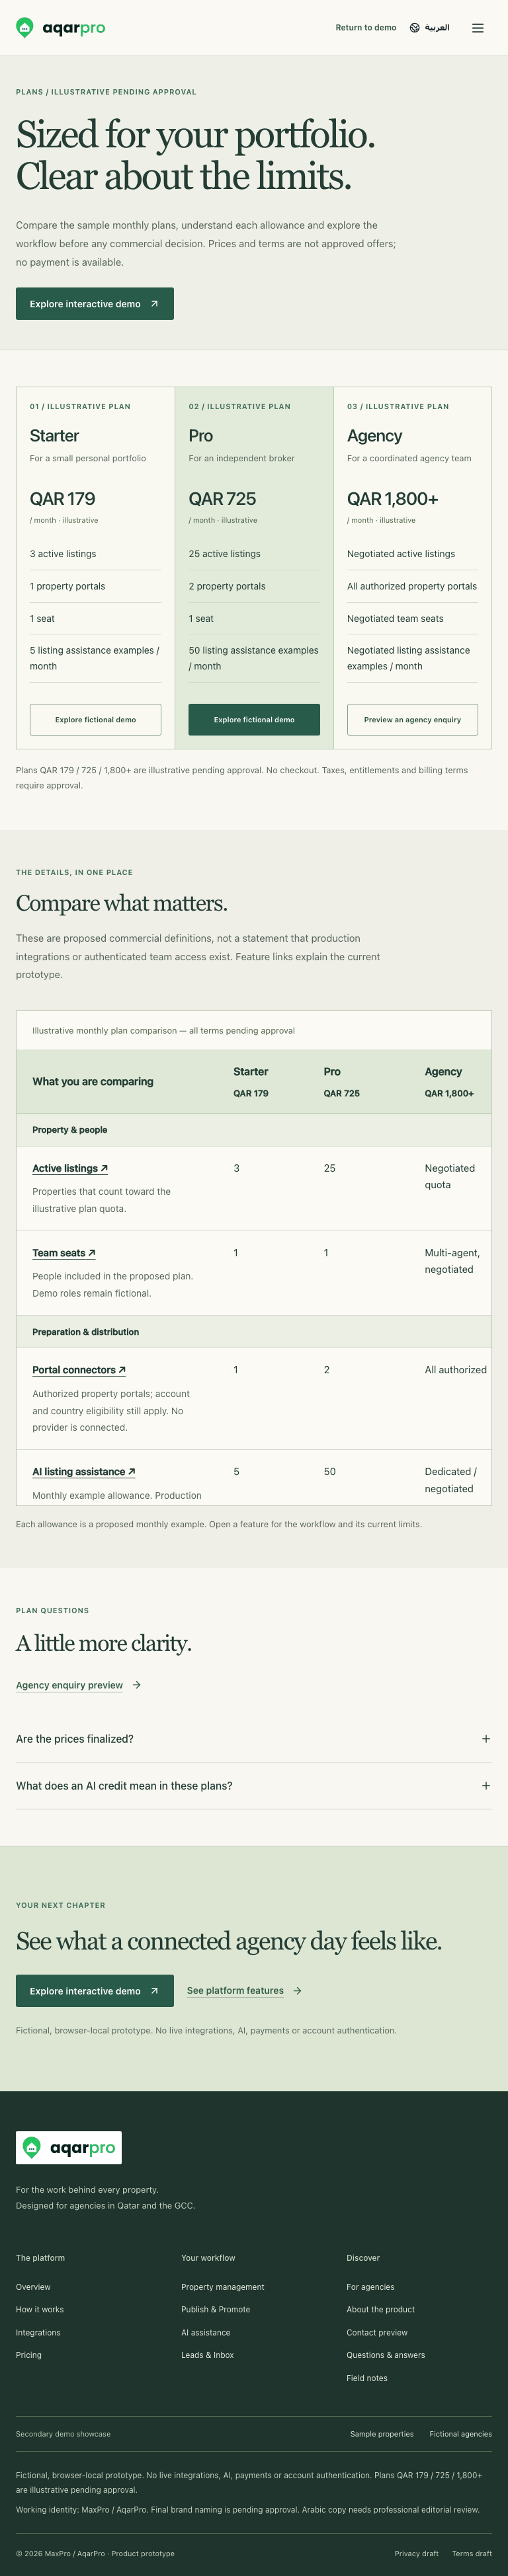 aqarpro
Return to demo
العربية
PLANS / ILLUSTRATIVE PENDING APPROVAL
Sized for your portfolio.
Clear about the limits.
Compare the sample monthly plans, understand each allowance and explore the
workflow before any commercial decision. Prices and terms are not approved offers;
no payment is available.
Explore interactive demo
01 / ILLUSTRATIVE PLAN
Starter
For a small personal portfolio
QAR 179
/ month · illustrative
3 active listings
1 property portals
1 seat
5 listing assistance examples /
month
Explore fictional demo
02 / ILLUSTRATIVE PLAN
Pro
For an independent broker
QAR 725
/ month · illustrative
25 active listings
2 property portals
1 seat
50 listing assistance examples
/ month
Explore fictional demo
03 / ILLUSTRATIVE PLAN
Agency
For a coordinated agency team
QAR 1,800+
/ month · illustrative
Negotiated active listings
All authorized property portals
Negotiated team seats
Negotiated listing assistance
examples / month
Preview an agency enquiry
Plans QAR 179 / 725 / 1,800+ are illustrative pending approval. No checkout. Taxes, entitlements and billing terms
require approval.
THE DETAILS, IN ONE PLACE
Compare what matters.
These are proposed commercial definitions, not a statement that production
integrations or authenticated team access exist. Feature links explain the current
prototype.
Illustrative monthly plan comparison — all terms pending approval
What you are comparing
Starter
QAR 179
Pro
QAR 725
Agency
QAR 1,800+
Property & people
Active listings ↗ 3 25 Negotiated
quota
Properties that count toward the
illustrative plan quota.
Team seats ↗ 1 1 Multi-agent,
negotiated
People included in the proposed plan.
Demo roles remain fictional.
Preparation & distribution
Portal connectors ↗ 1 2 All authorized
Authorized property portals; account
and country eligibility still apply. No
provider is connected.
AI listing assistance ↗ 5 50 Dedicated /
negotiated
Monthly example allowance. Production
Each allowance is a proposed monthly example. Open a feature for the workflow and its current limits.
PLAN QUESTIONS
A little more clarity.
Agency enquiry preview →
Are the prices finalized? +
What does an AI credit mean in these plans? +
YOUR NEXT CHAPTER
See what a connected agency day feels like.
Explore interactive demo ↗
See platform features →
Fictional, browser-local prototype. No live integrations, AI, payments or account authentication.
aqarpro
For the work behind every property.
Designed for agencies in Qatar and the GCC.
The platform
Overview
How it works
Integrations
Pricing
Your workflow
Property management
Publish & Promote
AI assistance
Leads & Inbox
Discover
For agencies
About the product
Contact preview
Questions & answers
Field notes
Secondary demo showcase
Sample properties
Fictional agencies
Fictional, browser-local prototype. No live integrations, AI, payments or account authentication. Plans QAR 179 / 725 / 1,800+
are illustrative pending approval.
Working identity: MaxPro / AqarPro. Final brand naming is pending approval. Arabic copy needs professional editorial review.
© 2026 MaxPro / AqarPro · Product prototype
Privacy draft
Terms draft